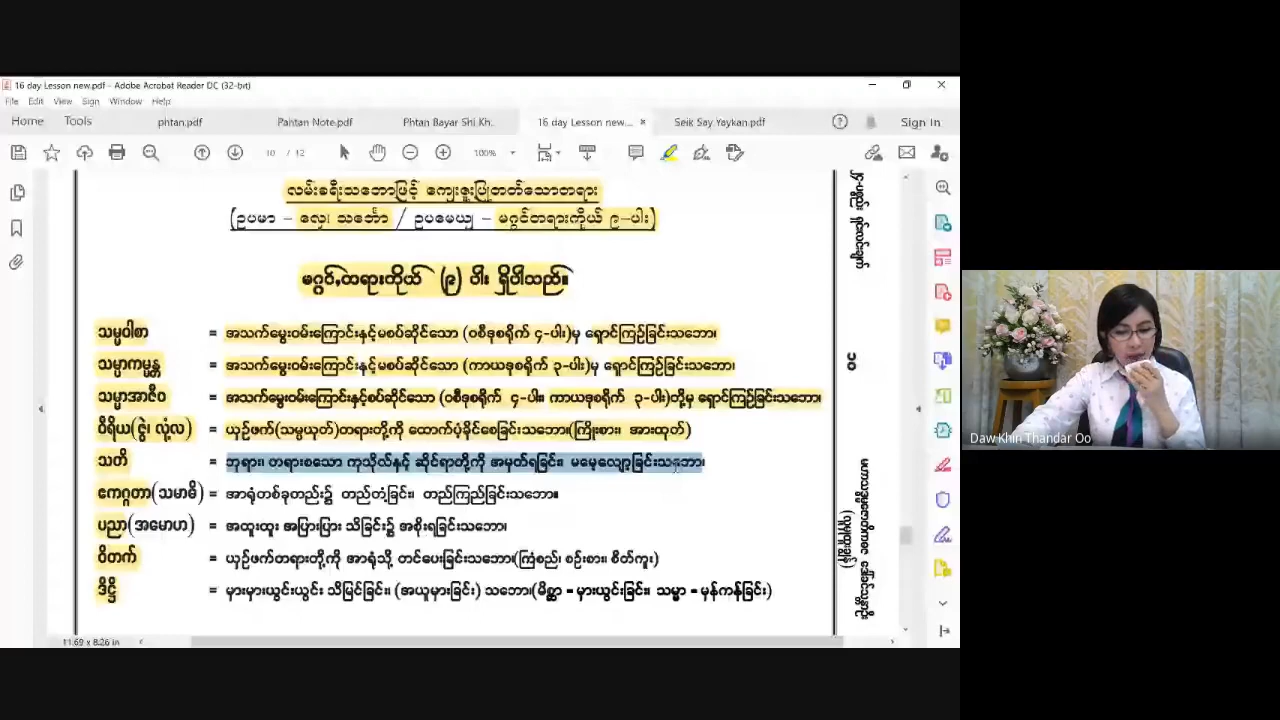 16 day Lesson new.pdf - Adobe Acrobat Reader DC (32-bit)
File Edit View Sign Window Help
Home Tools phtan.pdf Pahtan Note.pdf Phtan Bayar Shi Kh.. 16 day Lesson new... × Seik Say Yaykan.pdf Sign In
10 / 12 100%
လမ်းခရီးသဘောဖြင့် ကျေးဇူးပြုတတ်သောတရား
(ဥပမာ – လှေ၊ သင်္ဘော / ဥပမေယျ – မဂ္ဂင်တရားကိုယ် ၉–ပါး)
မဂ္ဂင်္တရားကိုယ် (၉) ပါး ရှိပါသည်။
သမ္မဝါစာ = အသက်မွေးဝမ်းကြောင်းနှင့်မစပ်ဆိုင်သော (ဝစီဒုစရိုက် ၄-ပါး)မှ ရှောင်ကြဉ်ခြင်းသဘော၊
သမ္မာကမ္မန္တ = အသက်မွေးဝမ်းကြောင်းနှင့်မစပ်ဆိုင်သော (ကာယဒုစရိုက် ၃-ပါး)မှ ရှောင်ကြဉ်ခြင်းသဘော၊
သမ္မာအာဇီဝ = အသက်မွေးဝမ်းကြောင်းနှင့်စပ်ဆိုင်သော (ဝစီဒုစရိုက် ၄-ပါး၊ ကာယဒုစရိုက် ၃-ပါး)တို့မှ ရှောင်ကြဉ်ခြင်းသဘော၊
ဝီရိယ(ဇွဲ၊ လုံ့လ) = ယှဉ်ဖက်(သမ္ပယုတ်)တရားတို့ကို ထောက်ပံ့ခိုင်စေခြင်းသဘော၊(ကြိုးစား၊ အားထုတ်)
သတိ = ဘုရား၊ တရားစသော ကုသိုလ်နှင့် ဆိုင်ရာတို့ကို အမှတ်ရခြင်း၊ မမေ့လျော့ခြင်းသဘော၊
ဧကဂ္ဂတာ(သမာဓိ) = အာရုံတစ်ခုတည်း၌ တည်တံ့ခြင်း၊ တည်ကြည်ခြင်းသဘော။
ပညာ(အမောဟ) = အထူးထူး အပြားပြား သိခြင်း၌ အစိုးရခြင်းသဘော၊
ဝိတက် = ယှဉ်ဖက်တရားတို့ကို အာရုံသို့ တင်ပေးခြင်းသဘော၊(ကြံစည်၊ စဉ်းစား၊ စိတ်ကူး)
ဒိဋ္ဌိ = မှားမှားယွင်းယွင်း သိမြင်ခြင်း၊ (အယူမှားခြင်း) သဘော၊(မိစ္ဆာ = မှားယွင်းခြင်း၊ သမ္မာ = မှန်ကန်ခြင်း)
11.69 x 8.26 in
Daw Khin Thandar Oo